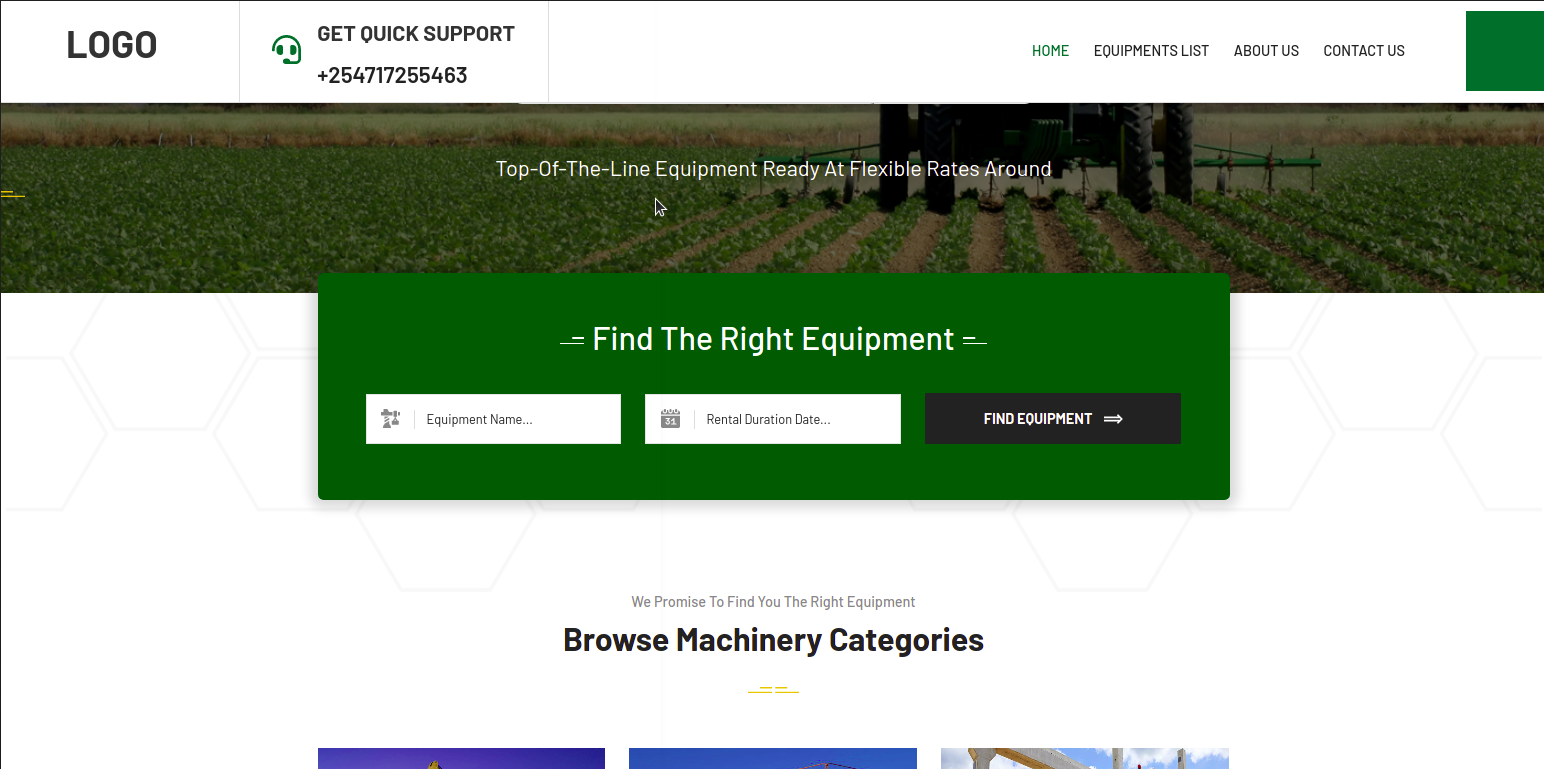 LOGO
GET QUICK SUPPORT
+254717255463
HOME EQUIPMENTS LIST ABOUT US CONTACT US
Top-Of-The-Line Equipment Ready At Flexible Rates Around
Find The Right Equipment
Equipment Name...
31
Rental Duration Date...
FIND EQUIPMENT
We Promise To Find You The Right Equipment
Browse Machinery Categories